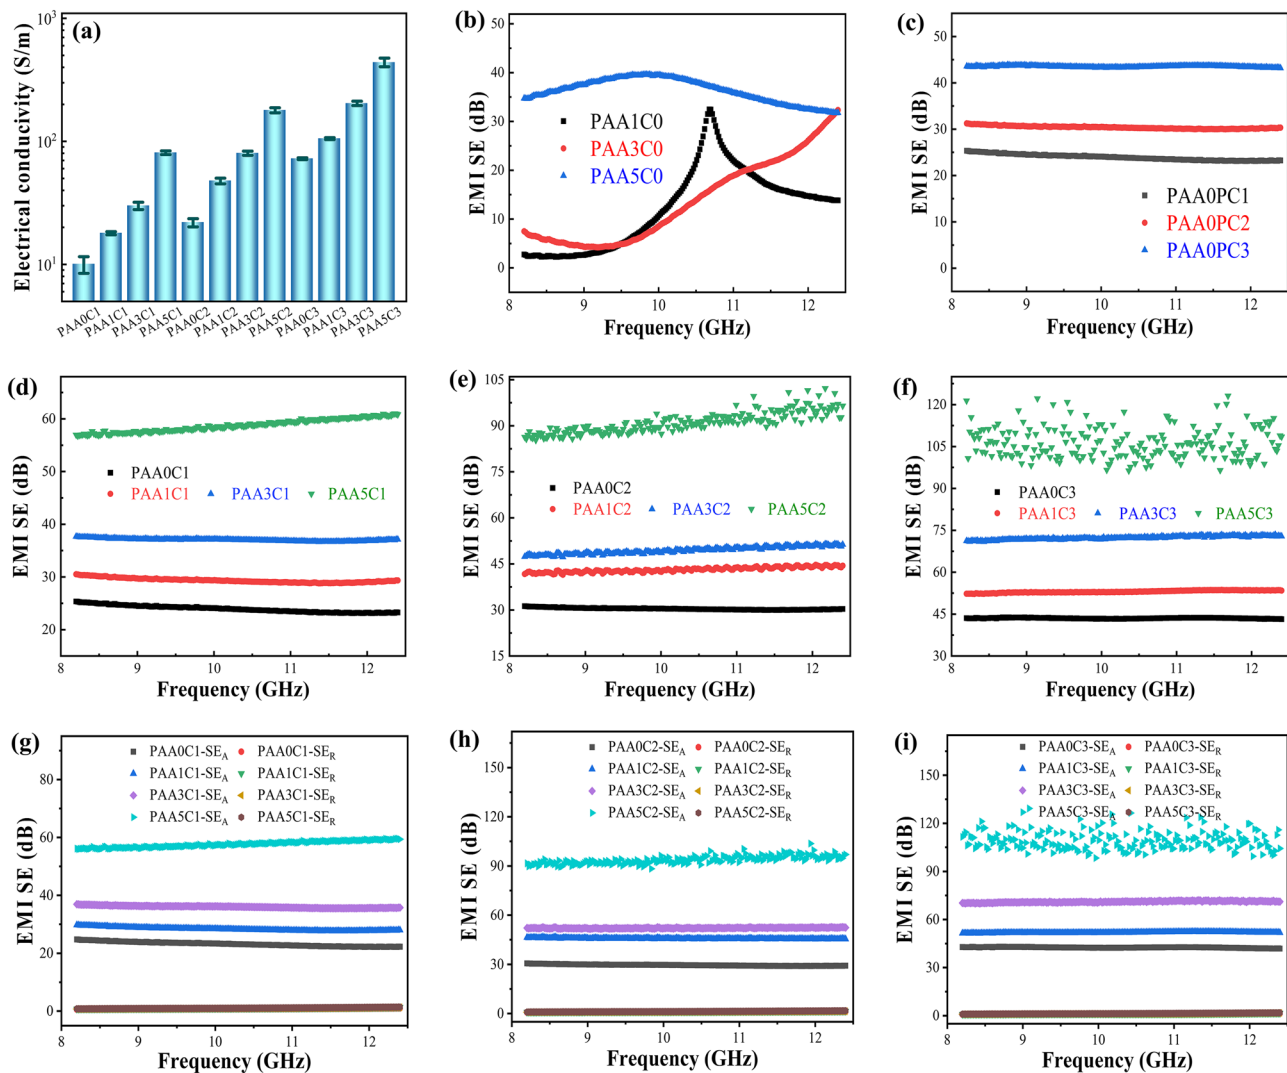 (a)
Electrical conductivity (S/m)
10³
10²
10¹
PAA0C1 PAA1C1 PAA3C1 PAA5C1 PAA0C2 PAA1C2 PAA3C2 PAA5C2 PAA0C3 PAA1C3 PAA3C3 PAA5C3
(b)
EMI SE (dB)
50
40
30
20
10
0
PAA1C0
PAA3C0
PAA5C0
8 9 10 11 12
Frequency (GHz)
(c)
EMI SE (dB)
50
40
30
20
10
0
PAA0PC1
PAA0PC2
PAA0PC3
8 9 10 11 12
Frequency (GHz)
(d)
EMI SE (dB)
60
50
40
30
20
PAA0C1
PAA1C1 PAA3C1 PAA5C1
8 9 10 11 12
Frequency (GHz)
(e)
EMI SE (dB)
105
90
75
60
45
30
15
PAA0C2
PAA1C2 PAA3C2 PAA5C2
8 9 10 11 12
Frequency (GHz)
(f)
EMI SE (dB)
120
105
90
75
60
45
30
PAA0C3
PAA1C3 PAA3C3 PAA5C3
8 9 10 11 12
Frequency (GHz)
(g)
EMI SE (dB)
80
60
40
20
0
PAA0C1-SEA PAA0C1-SER
PAA1C1-SEA PAA1C1-SER
PAA3C1-SEA PAA3C1-SER
PAA5C1-SEA PAA5C1-SER
8 9 10 11 12
Frequency (GHz)
(h)
EMI SE (dB)
150
120
90
60
30
0
PAA0C2-SEA PAA0C2-SER
PAA1C2-SEA PAA1C2-SER
PAA3C2-SEA PAA3C2-SER
PAA5C2-SEA PAA5C2-SER
8 9 10 11 12
Frequency (GHz)
(i)
EMI SE (dB)
150
120
90
60
30
0
PAA0C3-SEA PAA0C3-SER
PAA1C3-SEA PAA1C3-SER
PAA3C3-SEA PAA3C3-SER
PAA5C3-SEA PAA5C3-SER
8 9 10 11 12
Frequency (GHz)